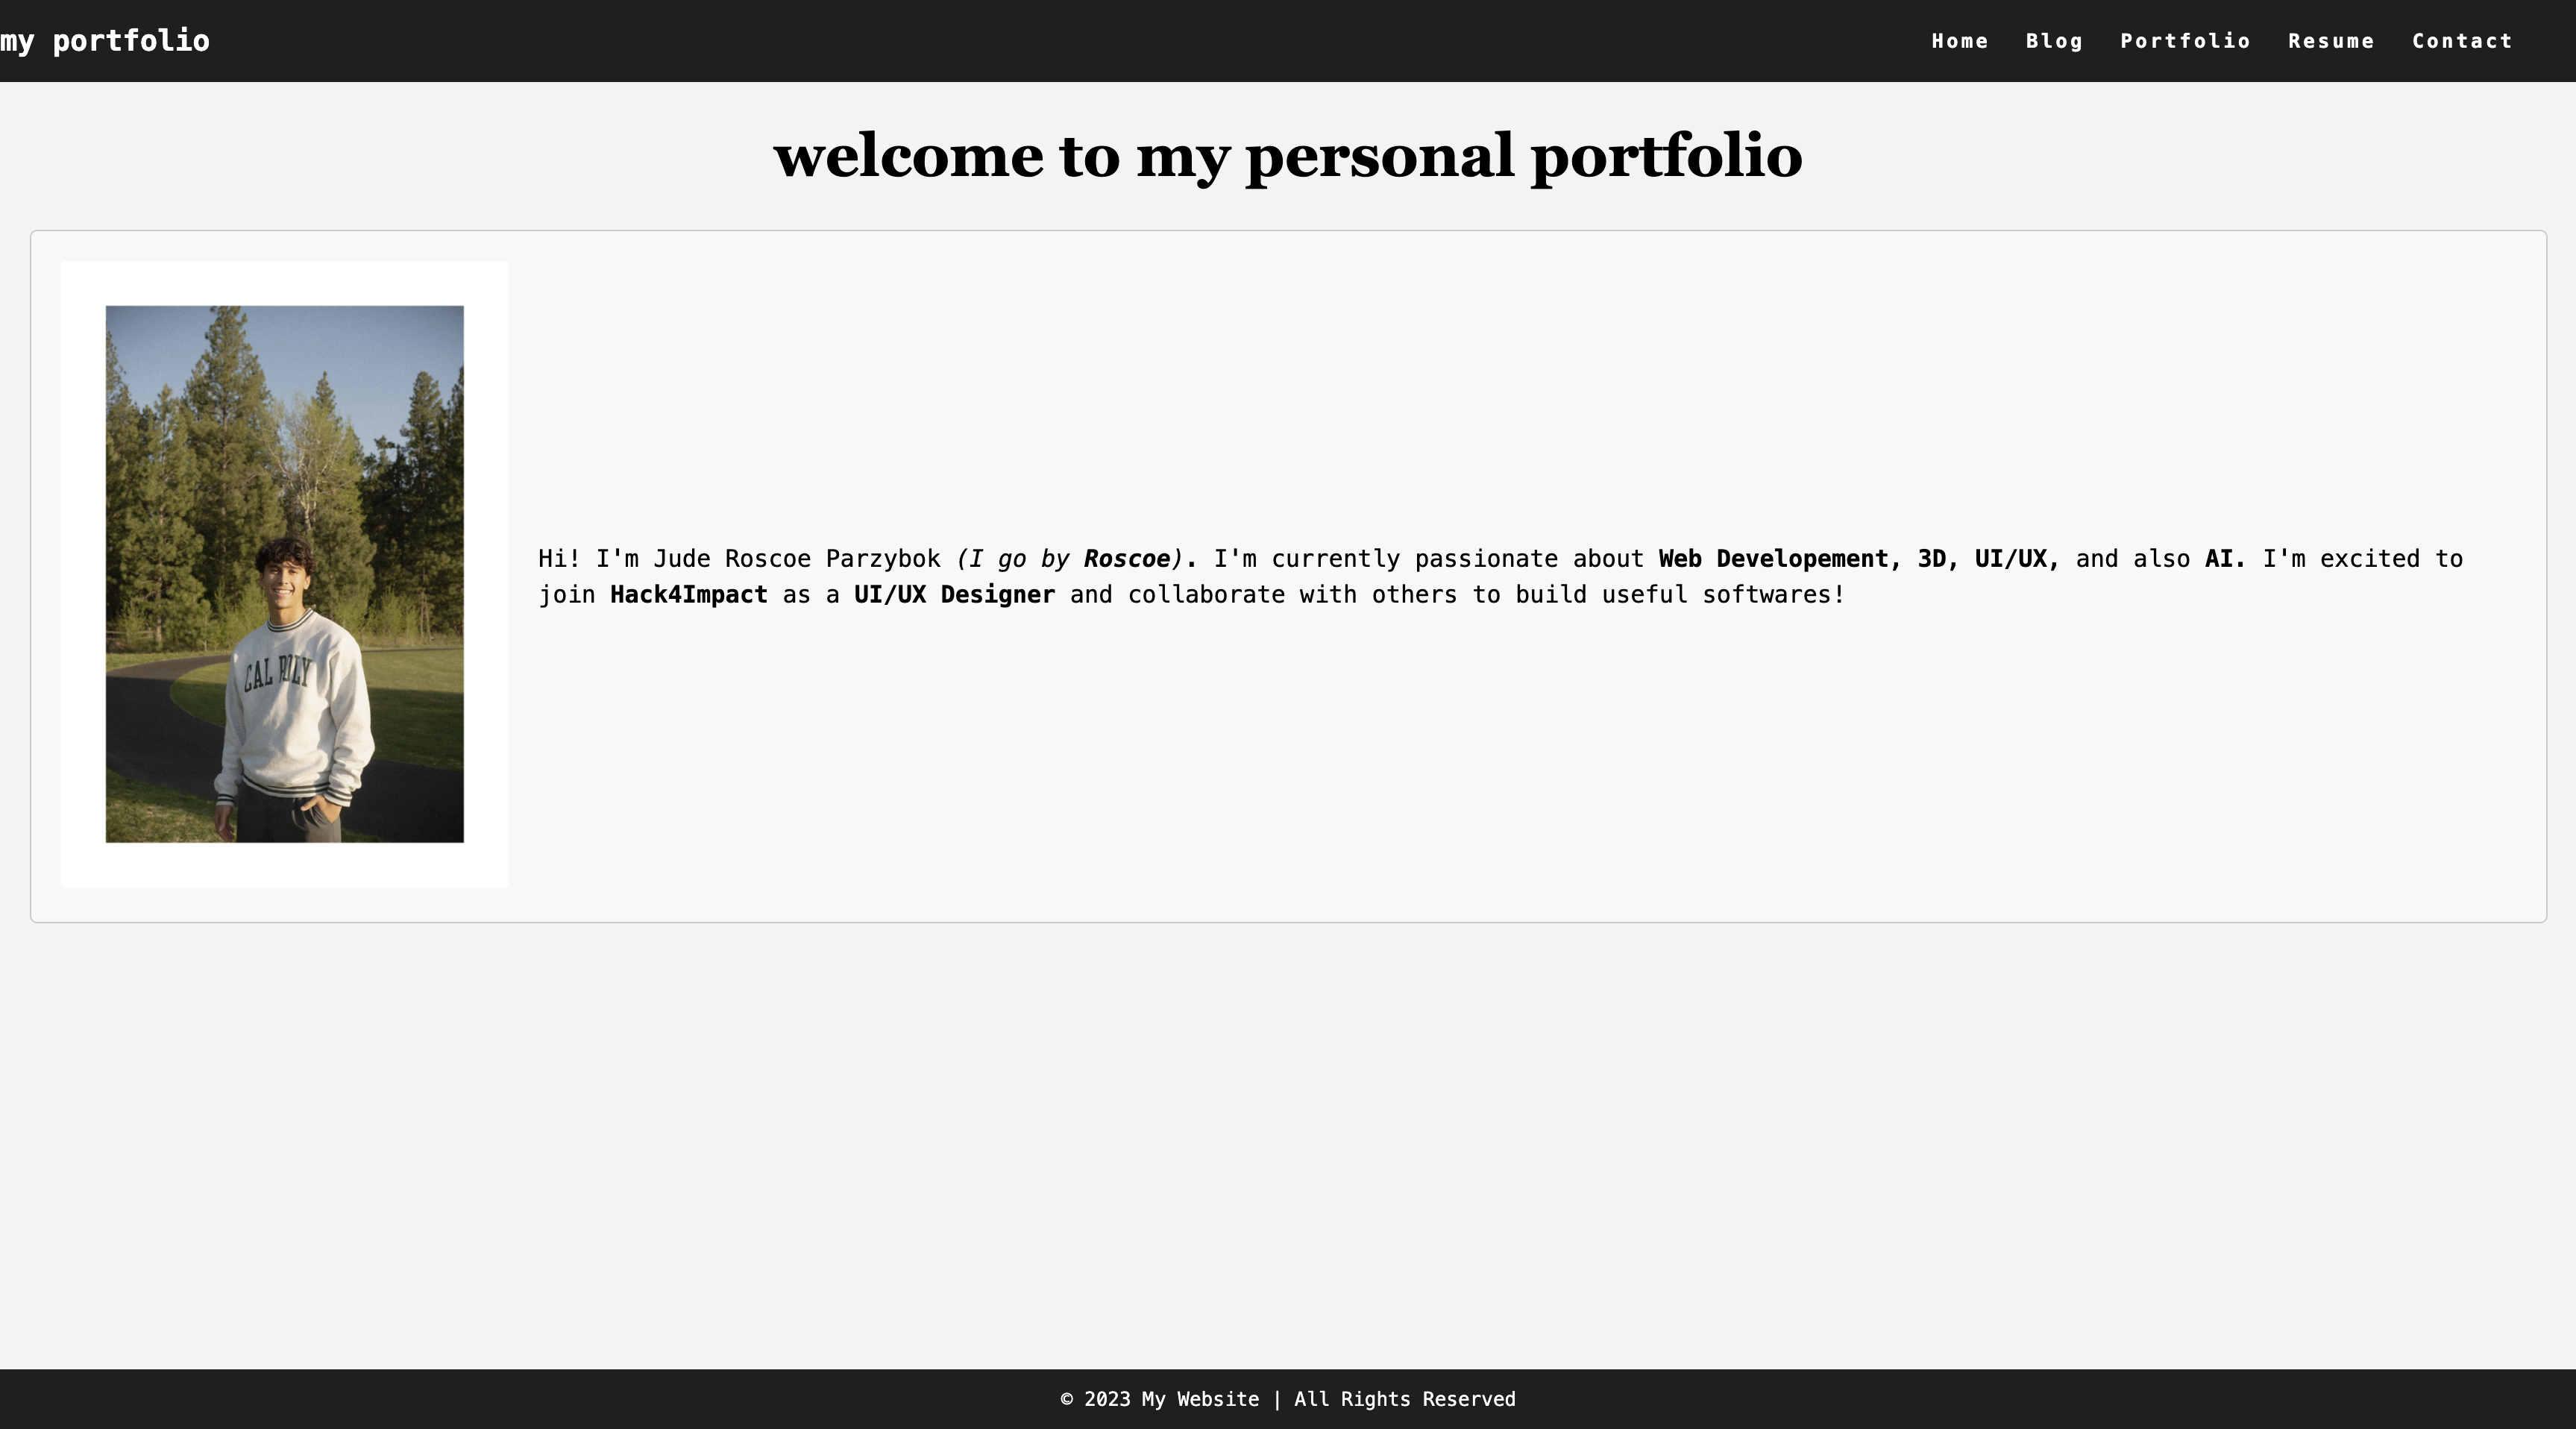 my portfolio
Home Blog Portfolio Resume Contact
welcome to my personal portfolio
Hi! I'm Jude Roscoe Parzybok (I go by Roscoe). I'm currently passionate about Web Developement, 3D, UI/UX, and also AI. I'm excited to
join Hack4Impact as a UI/UX Designer and collaborate with others to build useful softwares!
CAL POLY
© 2023 My Website | All Rights Reserved